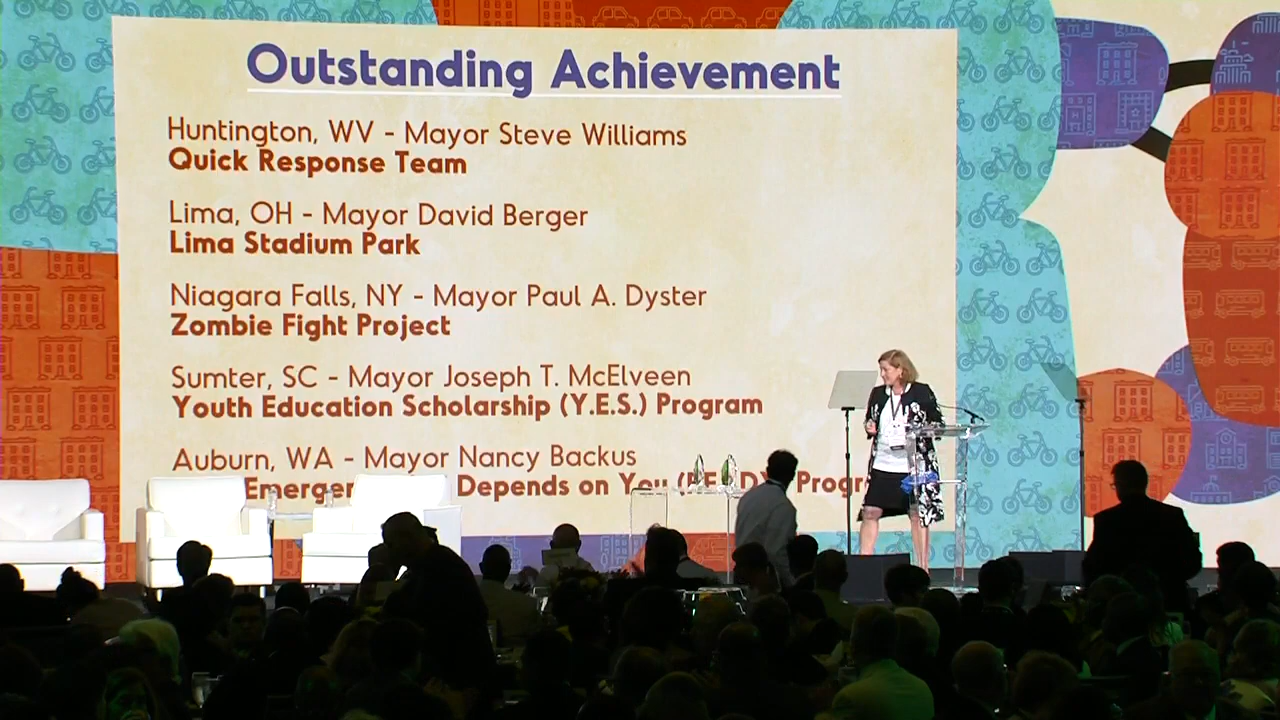 Outstanding Achievement
Huntington, WV - Mayor Steve Williams
Quick Response Team
Lima, OH - Mayor David Berger
Lima Stadium Park
Niagara Falls, NY - Mayor Paul A. Dyster
Zombie Fight Project
Sumter, SC - Mayor Joseph T. McElveen
Youth Education Scholarship (Y.E.S.) Program
Auburn, WA - Mayor Nancy Backus
Depends on You